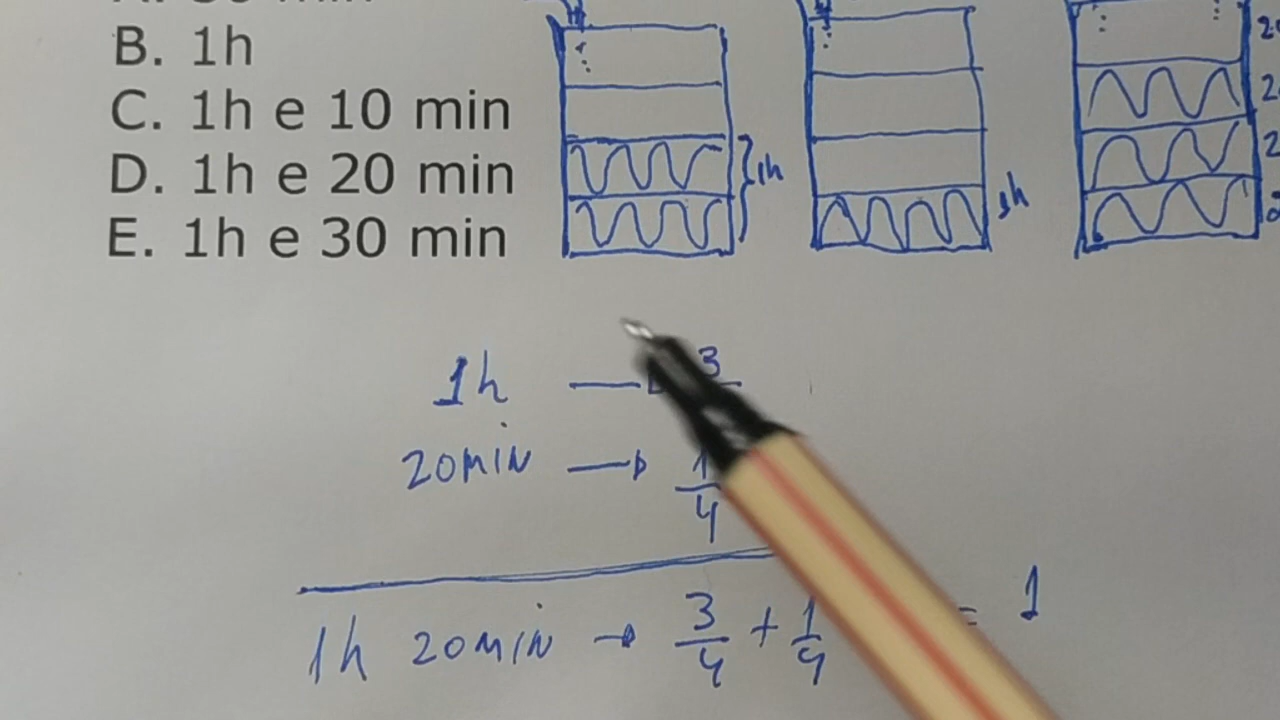 B. 1h
C. 1h e 10 min
D. 1h e 20 min
E. 1h e 30 min
1h
1h
1h → 3
20min → 1/4
1h 20min → 3/4 + 1/4 = 1